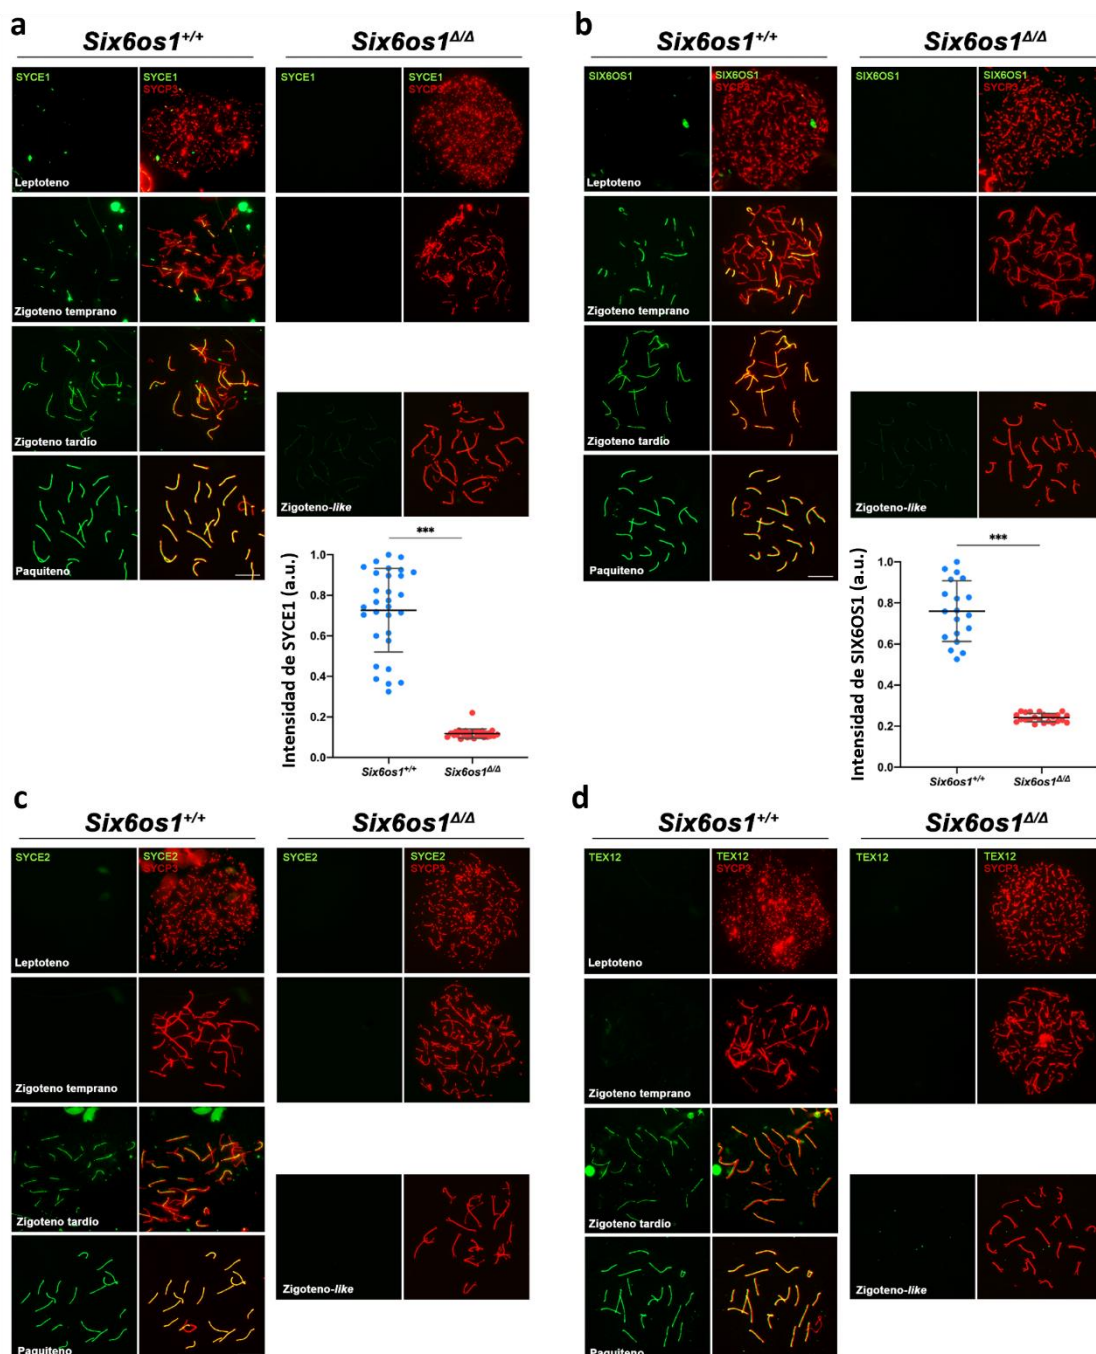 a
Six6os1+/+
Six6os1Δ/Δ
SYCE1
SYCE1
SYCP3
SYCE1
SYCE1
SYCP3
Leptoteno
Zigoteno temprano
Zigoteno tardío
Zigoteno-like
Paquiteno
***
Intensidad de SYCE1 (a.u.)
1.0
0.8
0.6
0.4
0.2
0.0
Six6os1+/+
Six6os1Δ/Δ
b
Six6os1+/+
Six6os1Δ/Δ
SIX6OS1
SIX6OS1
SYCP3
SIX6OS1
SIX6OS1
SYCP3
Leptoteno
Zigoteno temprano
Zigoteno tardío
Zigoteno-like
Paquiteno
***
Intensidad de SIX6OS1 (a.u.)
1.0
0.8
0.6
0.4
0.2
0.0
Six6os1+/+
Six6os1Δ/Δ
c
Six6os1+/+
Six6os1Δ/Δ
SYCE2
SYCE2
SYCP3
SYCE2
SYCE2
SYCP3
Leptoteno
Zigoteno temprano
Zigoteno tardío
Zigoteno-like
Paquiteno
d
Six6os1+/+
Six6os1Δ/Δ
TEX12
TEX12
SYCP3
TEX12
TEX12
SYCP3
Leptoteno
Zigoteno temprano
Zigoteno tardío
Zigoteno-like
Paquiteno